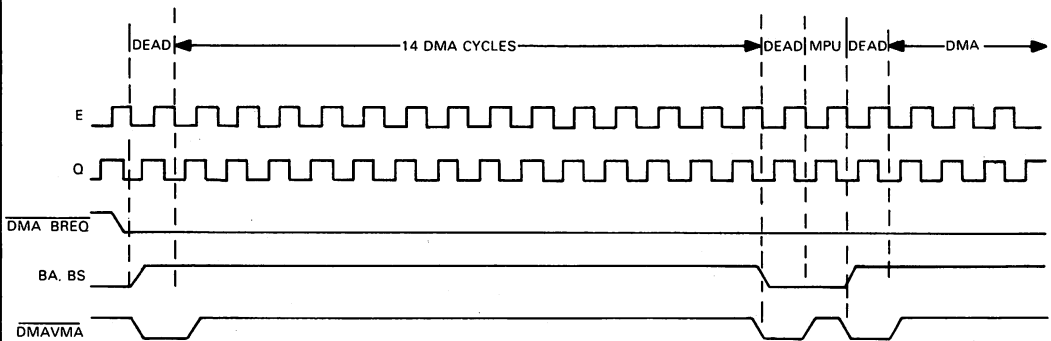 DEAD 14 DMA CYCLES DEAD MPU DEAD DMA
E
Q
DMA BREQ
BA, BS
DMAVMA